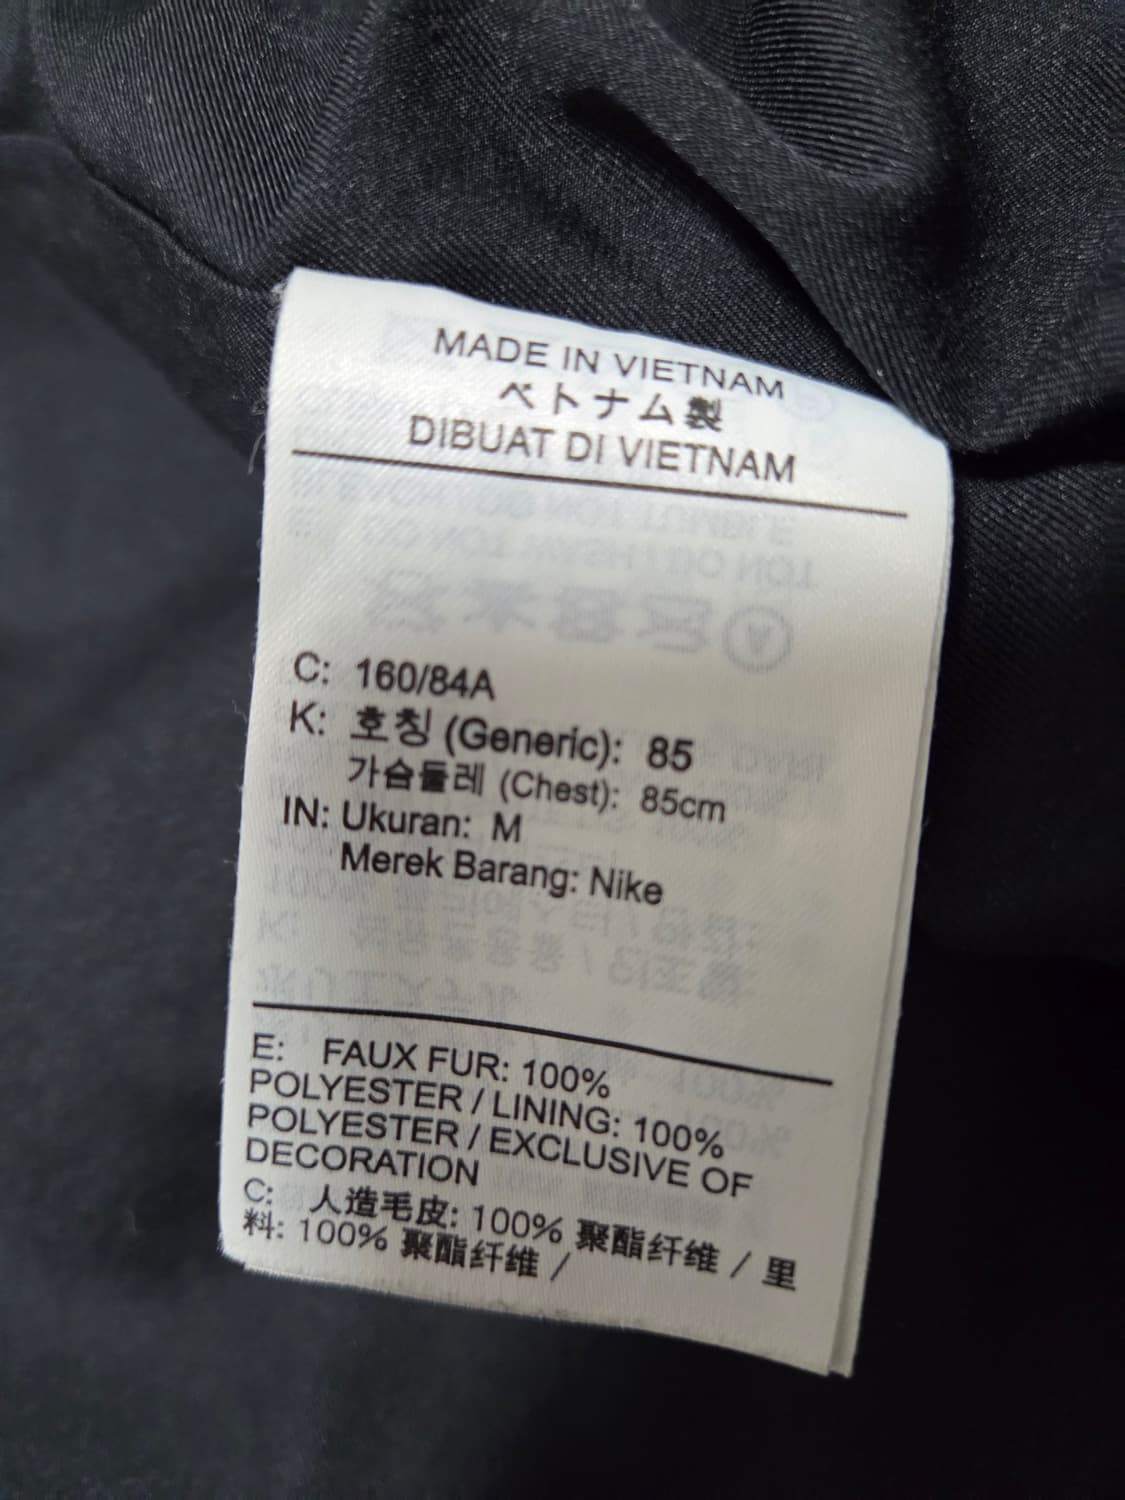 MADE IN VIETNAM
ベトナム製
DIBUAT DI VIETNAM
C: 160/84A
K: 호칭 (Generic): 85
가슴둘레 (Chest): 85cm
IN: Ukuran: M
Merek Barang: Nike
E: FAUX FUR: 100%
POLYESTER / LINING: 100%
POLYESTER / EXCLUSIVE OF
DECORATION
C: 人造毛皮: 100% 聚酯纤维 / 里
料: 100% 聚酯纤维 /